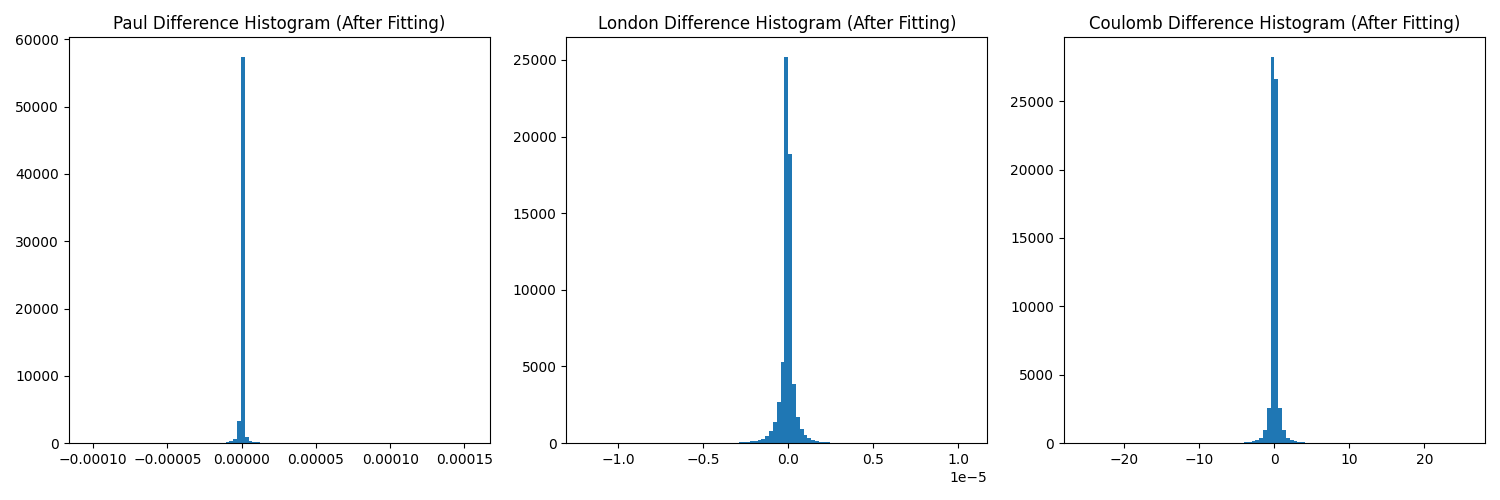 Paul Difference Histogram (After Fitting)
60000
50000
40000
30000
20000
10000
0
−0.00010 −0.00005 0.00000 0.00005 0.00010 0.00015
London Difference Histogram (After Fitting)
25000
20000
15000
10000
5000
0
−1.0 −0.5 0.0 0.5 1.0
1e−5
Coulomb Difference Histogram (After Fitting)
25000
20000
15000
10000
5000
0
−20 −10 0 10 20